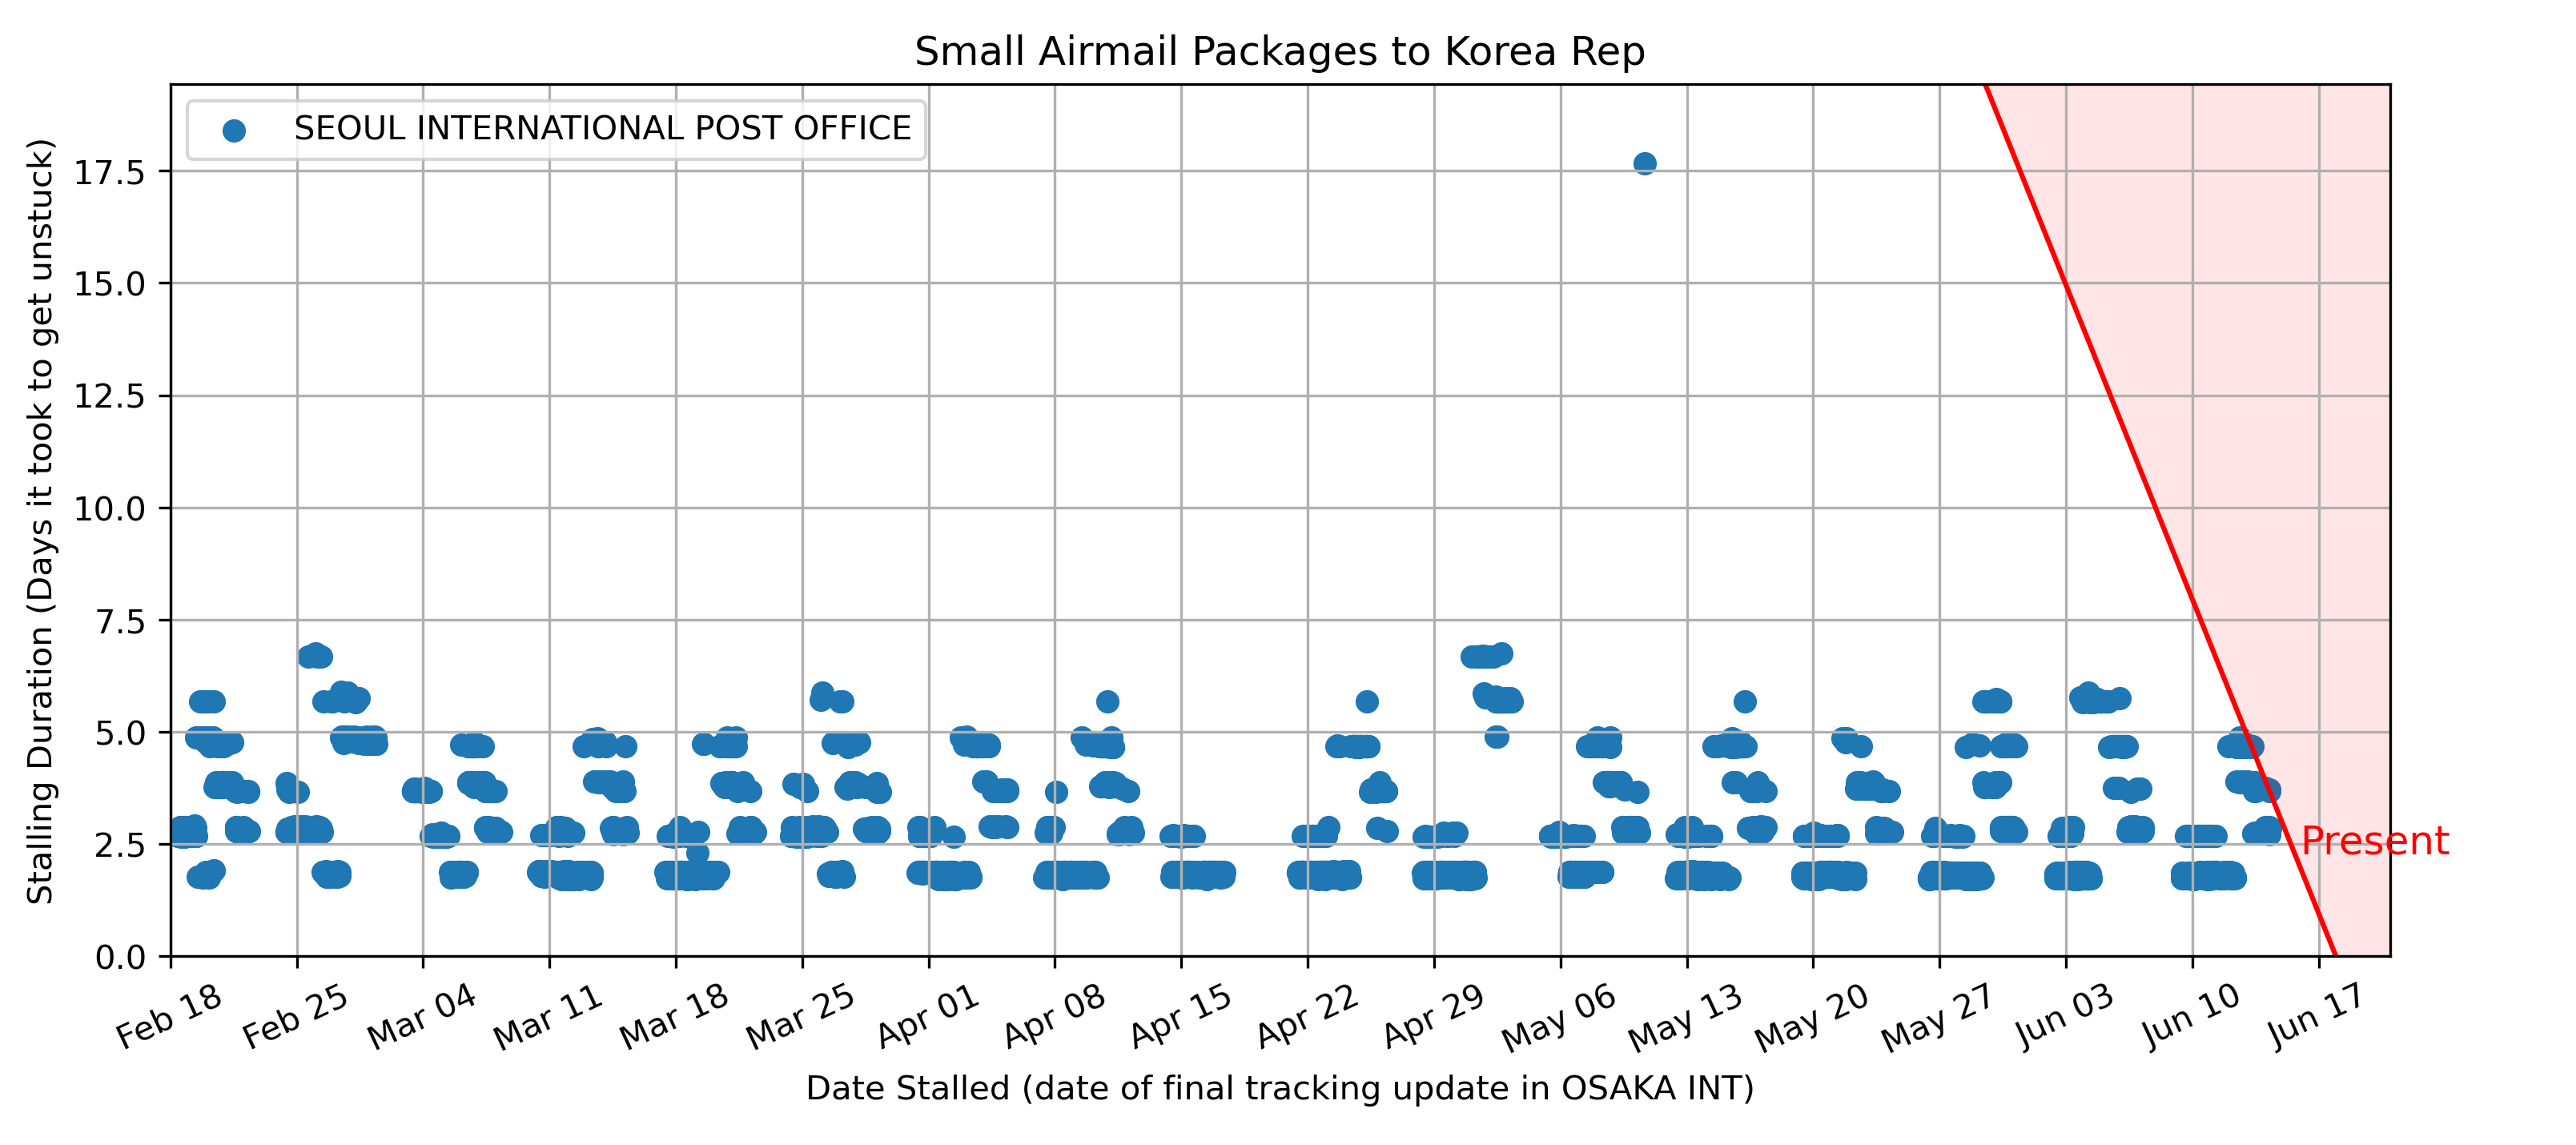 Small Airmail Packages to Korea Rep
SEOUL INTERNATIONAL POST OFFICE
Stalling Duration (Days it took to get unstuck)
17.5
15.0
12.5
10.0
7.5
5.0
2.5
0.0
Present
Feb 18 Feb 25 Mar 04 Mar 11 Mar 18 Mar 25 Apr 01 Apr 08 Apr 15 Apr 22 Apr 29 May 06 May 13 May 20 May 27 Jun 03 Jun 10 Jun 17
Date Stalled (date of final tracking update in OSAKA INT)